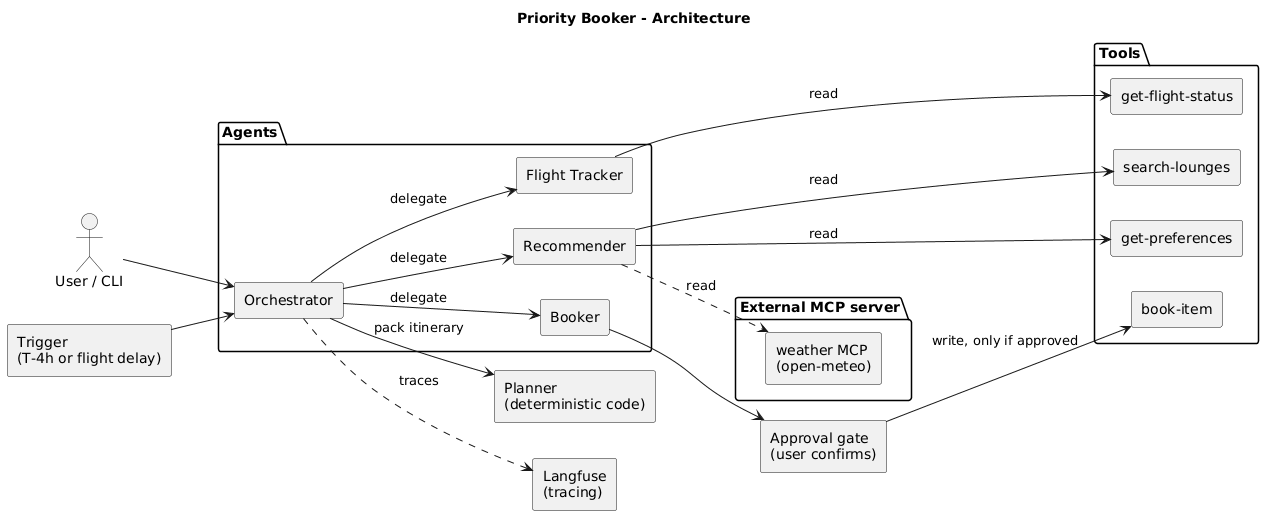 Priority Booker - Architecture
Tools
get-flight-status
read
Agents
Flight Tracker
search-lounges
read
delegate
Recommender
get-preferences
read
delegate
User / CLI
Orchestrator
delegate
Booker
read
External MCP server
book-item
Trigger
(T-4h or flight delay)
pack itinerary
weather MCP
(open-meteo)
write, only if approved
traces
Planner
(deterministic code)
Approval gate
(user confirms)
Langfuse
(tracing)